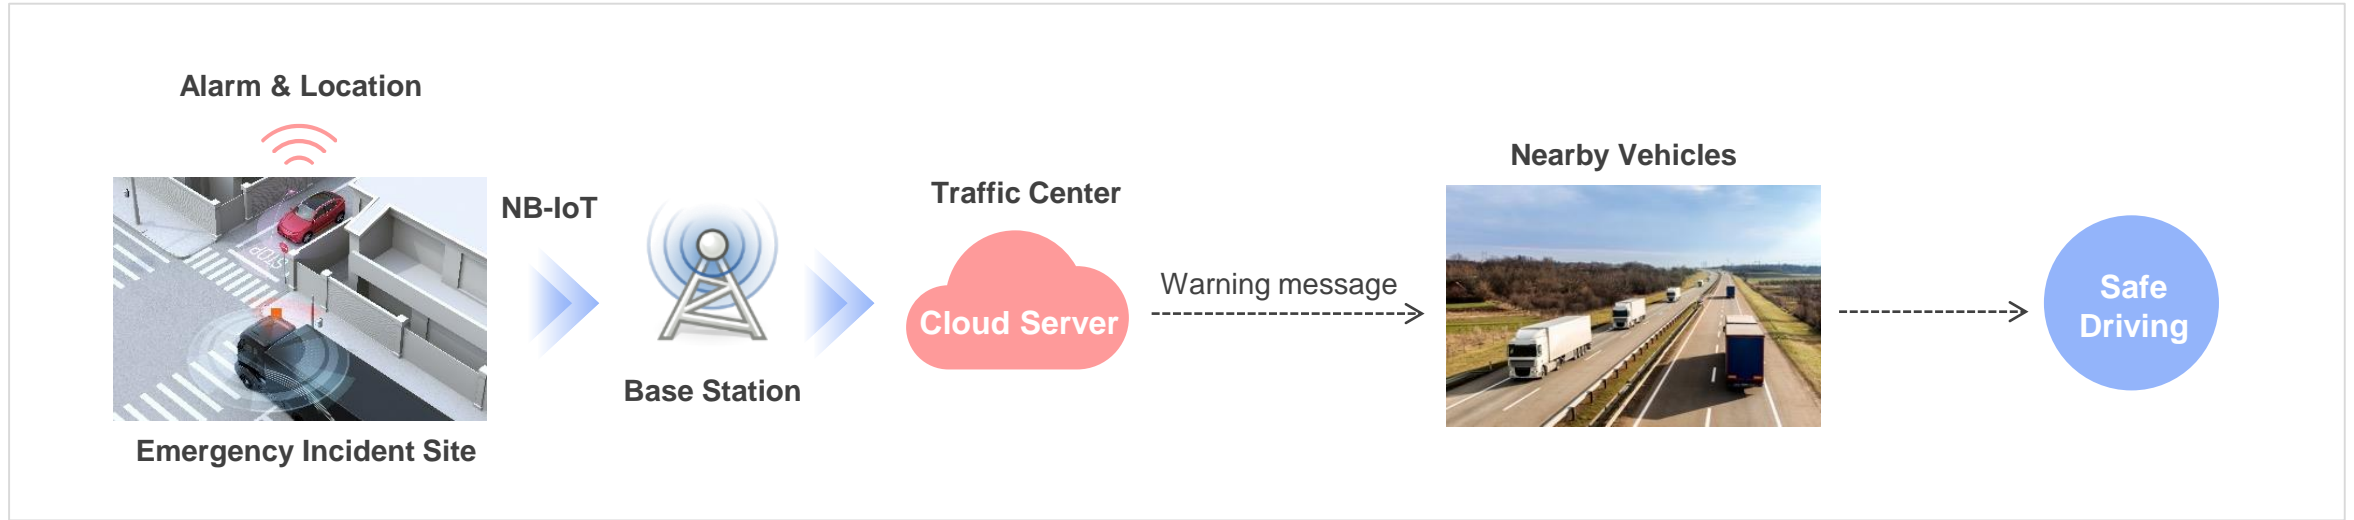 Alarm & Location
STOP
Emergency Incident Site
NB-IoT
Base Station
Traffic Center
Cloud Server
Warning message
Nearby Vehicles
Safe
Driving